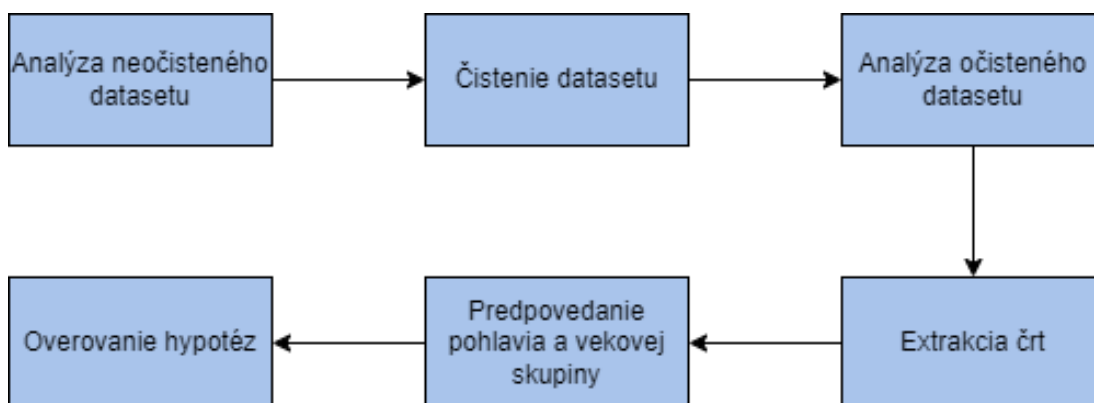 Analýza neočisteného
datasetu
Čistenie datasetu
Analýza očisteného
datasetu
Extrakcia čŕt
Predpovedanie
pohlavia a vekovej
skupiny
Overovanie hypotéz